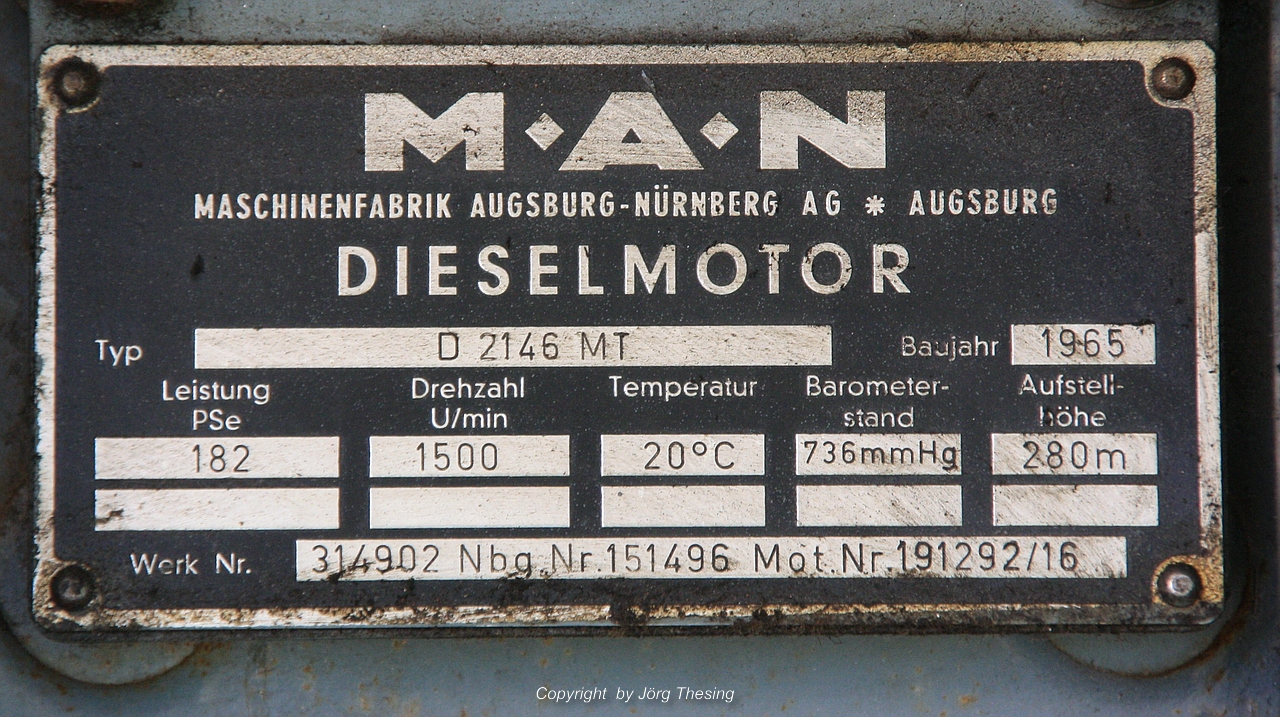 M·A·N
MASCHINENFABRIK AUGSBURG-NÜRNBERG AG * AUGSBURG
DIESELMOTOR
Typ D 2146 MT Baujahr 1965
Leistung Drehzahl Temperatur Barometer- Aufstell-
PSe U/min stand höhe
182 1500 20°C 736mmHg 280m
Werk Nr. 314902 Nbg.Nr.151496 Mot.Nr.191292/16
Copyright by Jörg Thesing